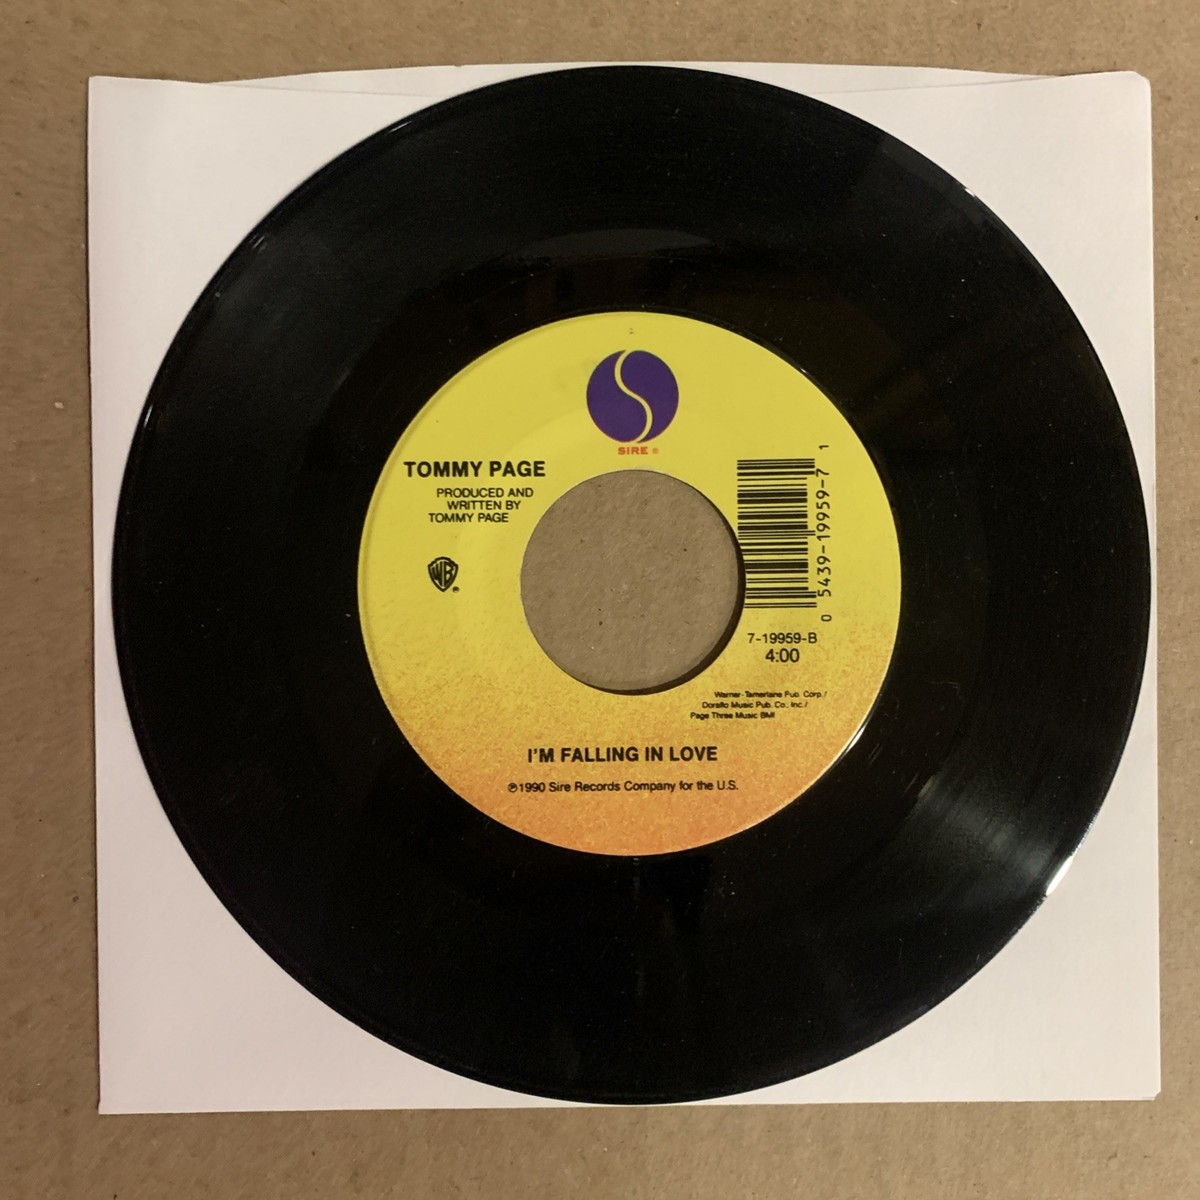 SIRE ®
TOMMY PAGE
PRODUCED AND
WRITTEN BY
TOMMY PAGE
WB
0 5439-19959-7 1
7-19959-B
4:00
Warner-Tamerlane Pub. Corp./
Doraflo Music Pub. Co., Inc./
Page Three Music BMI
I'M FALLING IN LOVE
℗1990 Sire Records Company for the U.S.